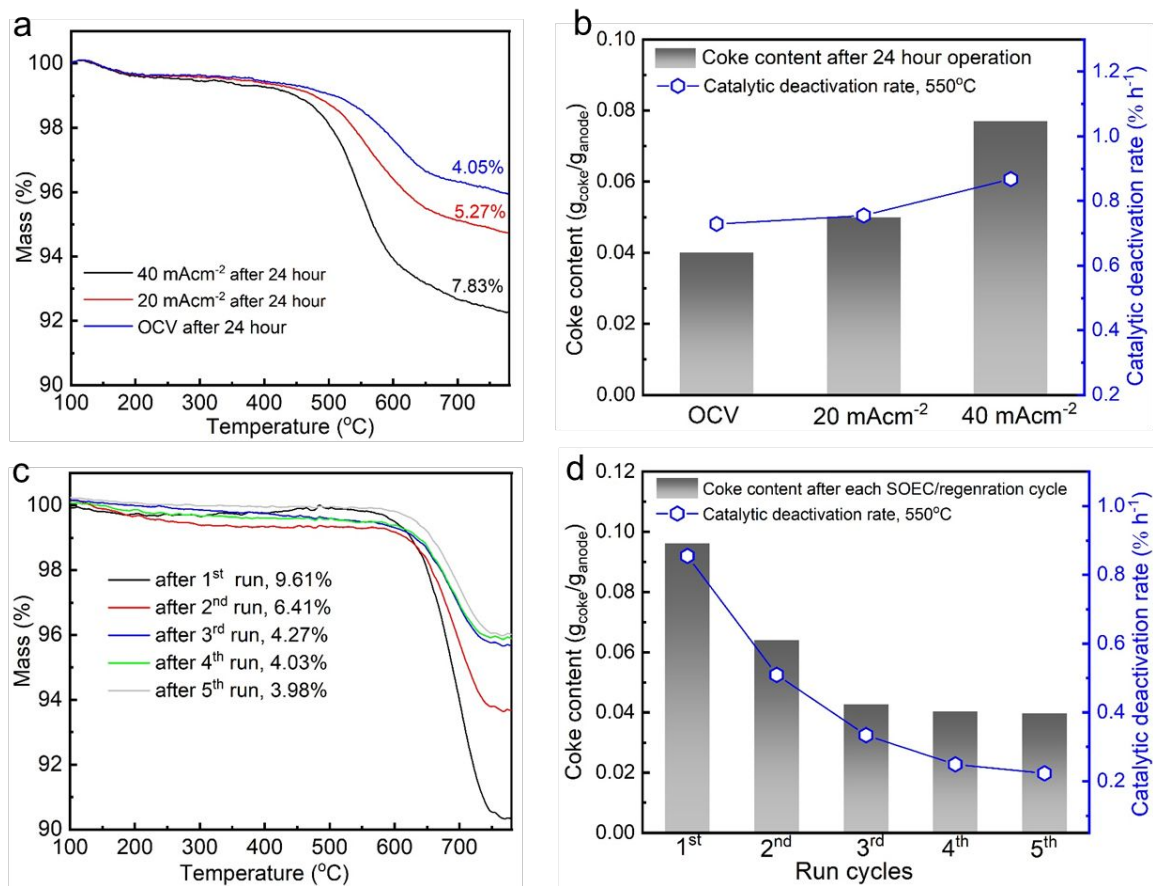 a
100
98
96
94
92
90
Mass (%)
4.05%
5.27%
7.83%
40 mAcm⁻² after 24 hour
20 mAcm⁻² after 24 hour
OCV after 24 hour
100 200 300 400 500 600 700
Temperature (°C)
b
0.10
0.08
0.06
0.04
0.02
0.00
Coke content (g_coke/g_anode)
Coke content after 24 hour operation
Catalytic deactivation rate, 550°C
1.2
1.0
0.8
0.6
0.4
0.2
Catalytic deactivation rate (% h⁻¹)
OCV 20 mAcm⁻² 40 mAcm⁻²
c
100
98
96
94
92
90
Mass (%)
after 1st run, 9.61%
after 2nd run, 6.41%
after 3rd run, 4.27%
after 4th run, 4.03%
after 5th run, 3.98%
100 200 300 400 500 600 700
Temperature (°C)
d
0.12
0.10
0.08
0.06
0.04
0.02
0.00
Coke content (g_coke/g_anode)
Coke content after each SOEC/regenration cycle
Catalytic deactivation rate, 550°C
1.0
0.8
0.6
0.4
0.2
Catalytic deactivation rate (% h⁻¹)
1st 2nd 3rd 4th 5th
Run cycles